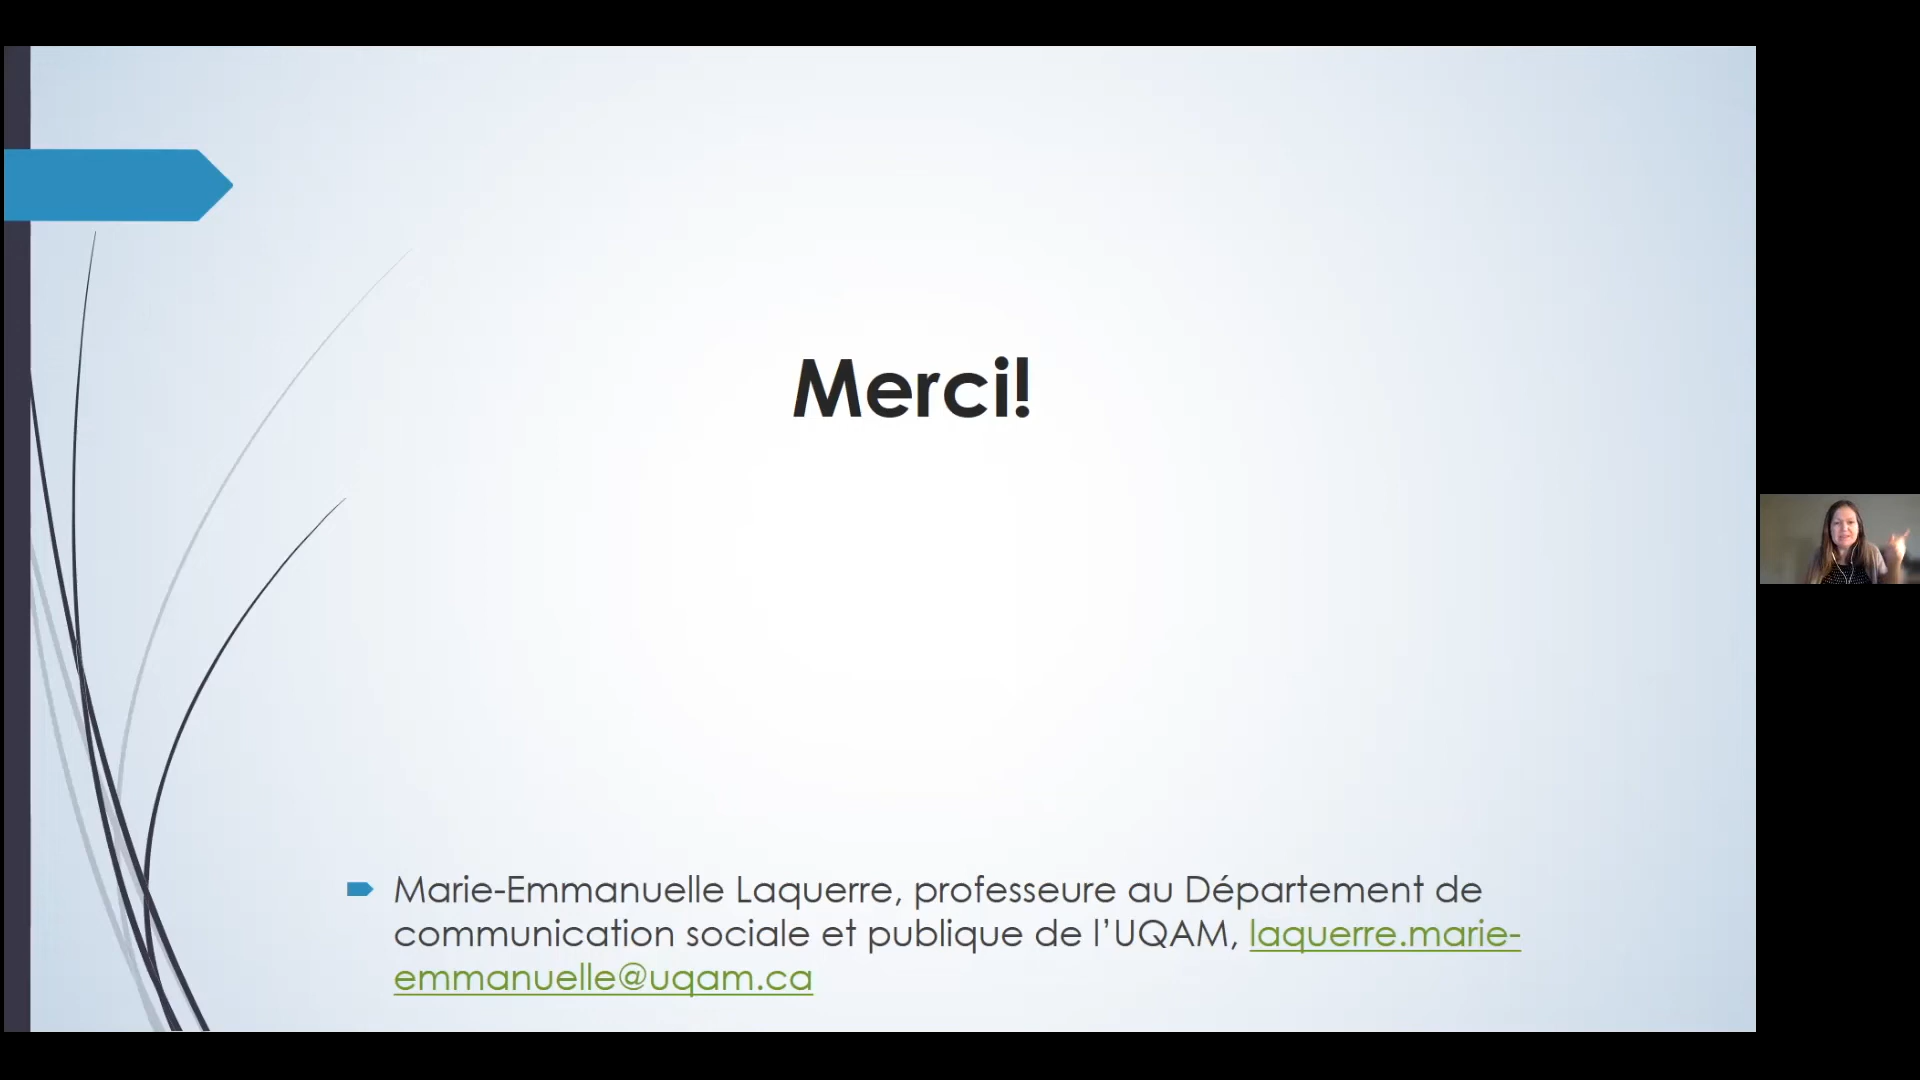 Merci!
Marie-Emmanuelle Laquerre, professeure au Département de
communication sociale et publique de l’UQAM, laquerre.marie-
emmanuelle@uqam.ca